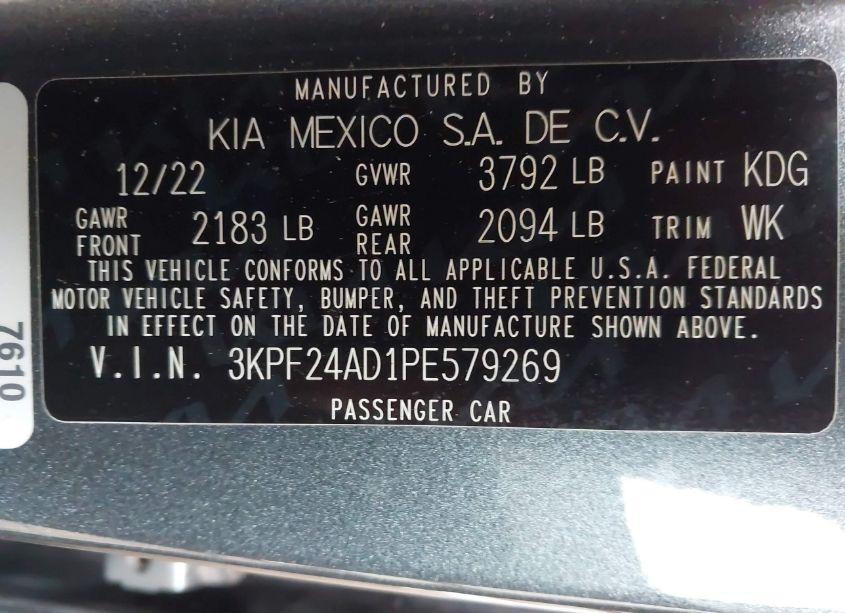 MANUFACTURED BY
KIA MEXICO S.A. DE C.V.
12/22 GVWR 3792 LB PAINT KDG
GAWR FRONT 2183 LB GAWR REAR 2094 LB TRIM WK
THIS VEHICLE CONFORMS TO ALL APPLICABLE U.S.A. FEDERAL
MOTOR VEHICLE SAFETY, BUMPER, AND THEFT PREVENTION STANDARDS
IN EFFECT ON THE DATE OF MANUFACTURE SHOWN ABOVE.
V.I.N. 3KPF24AD1PE579269
PASSENGER CAR
7610